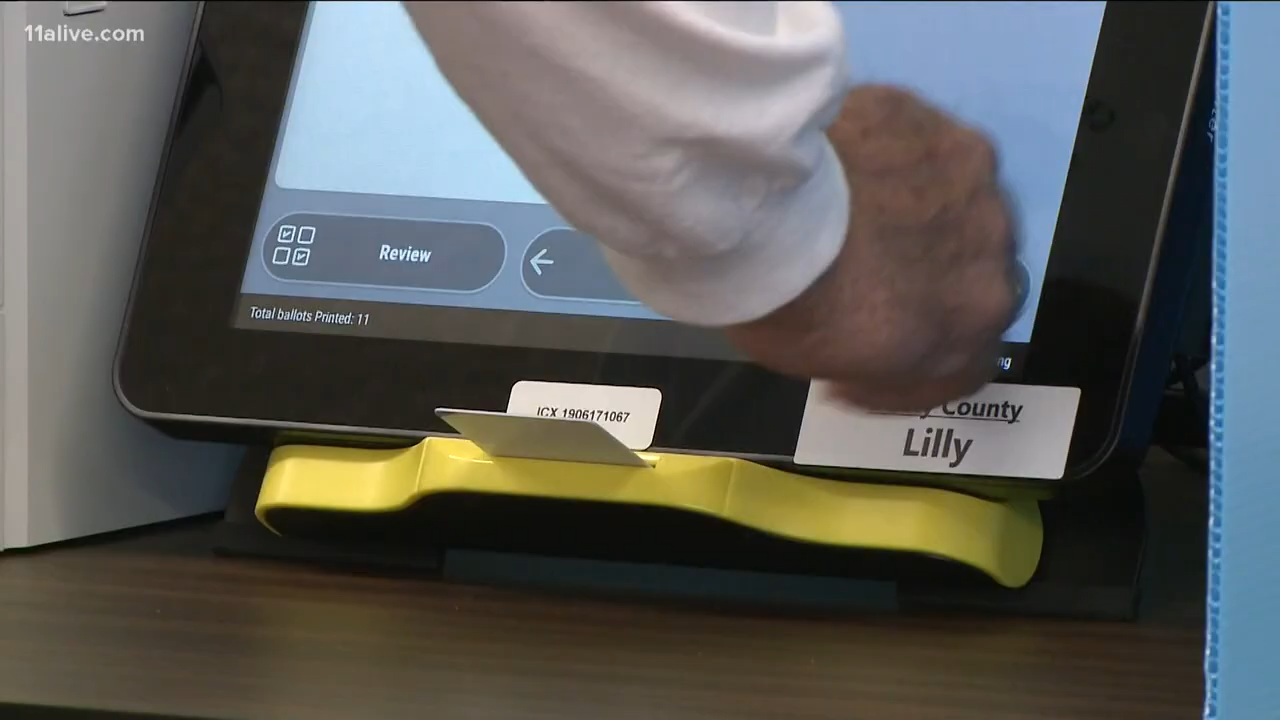 11alive.com
Review
Total ballots Printed: 11
ICX 1906171067
County
Lilly